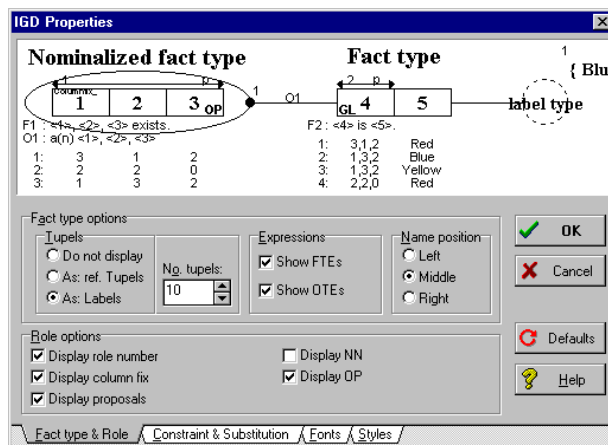 IGD Properties
Nominalized fact type
Fact type
1
{ Blu
1 p
2 p
Columnfix_
1 2 3 OP
1
O1
GL 4 5
label type
F1 : <1>, <2>, <3> exists.
O1 : a(n) <1>, <2>, <3>
1: 3 1 2
2: 2 2 0
3: 1 3 2
F2 : <4> is <5>.
1: 3,1,2 Red
2: 1,3,2 Blue
3: 1,3,2 Yellow
4: 2,2,0 Red
Fact type options
Tupels
Do not display
As: ref. Tupels
As: Labels
No. tupels:
10
Expressions
Show FTEs
Show OTEs
Name position
Left
Middle
Right
OK
Cancel
Defaults
Help
Role options
Display role number
Display column fix
Display proposals
Display NN
Display OP
Fact type & Role
Constraint & Substitution
Fonts
Styles